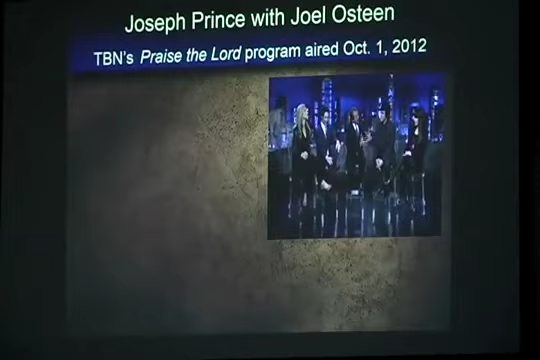 Joseph Prince with Joel Osteen
TBN's Praise the Lord program aired Oct. 1, 2012